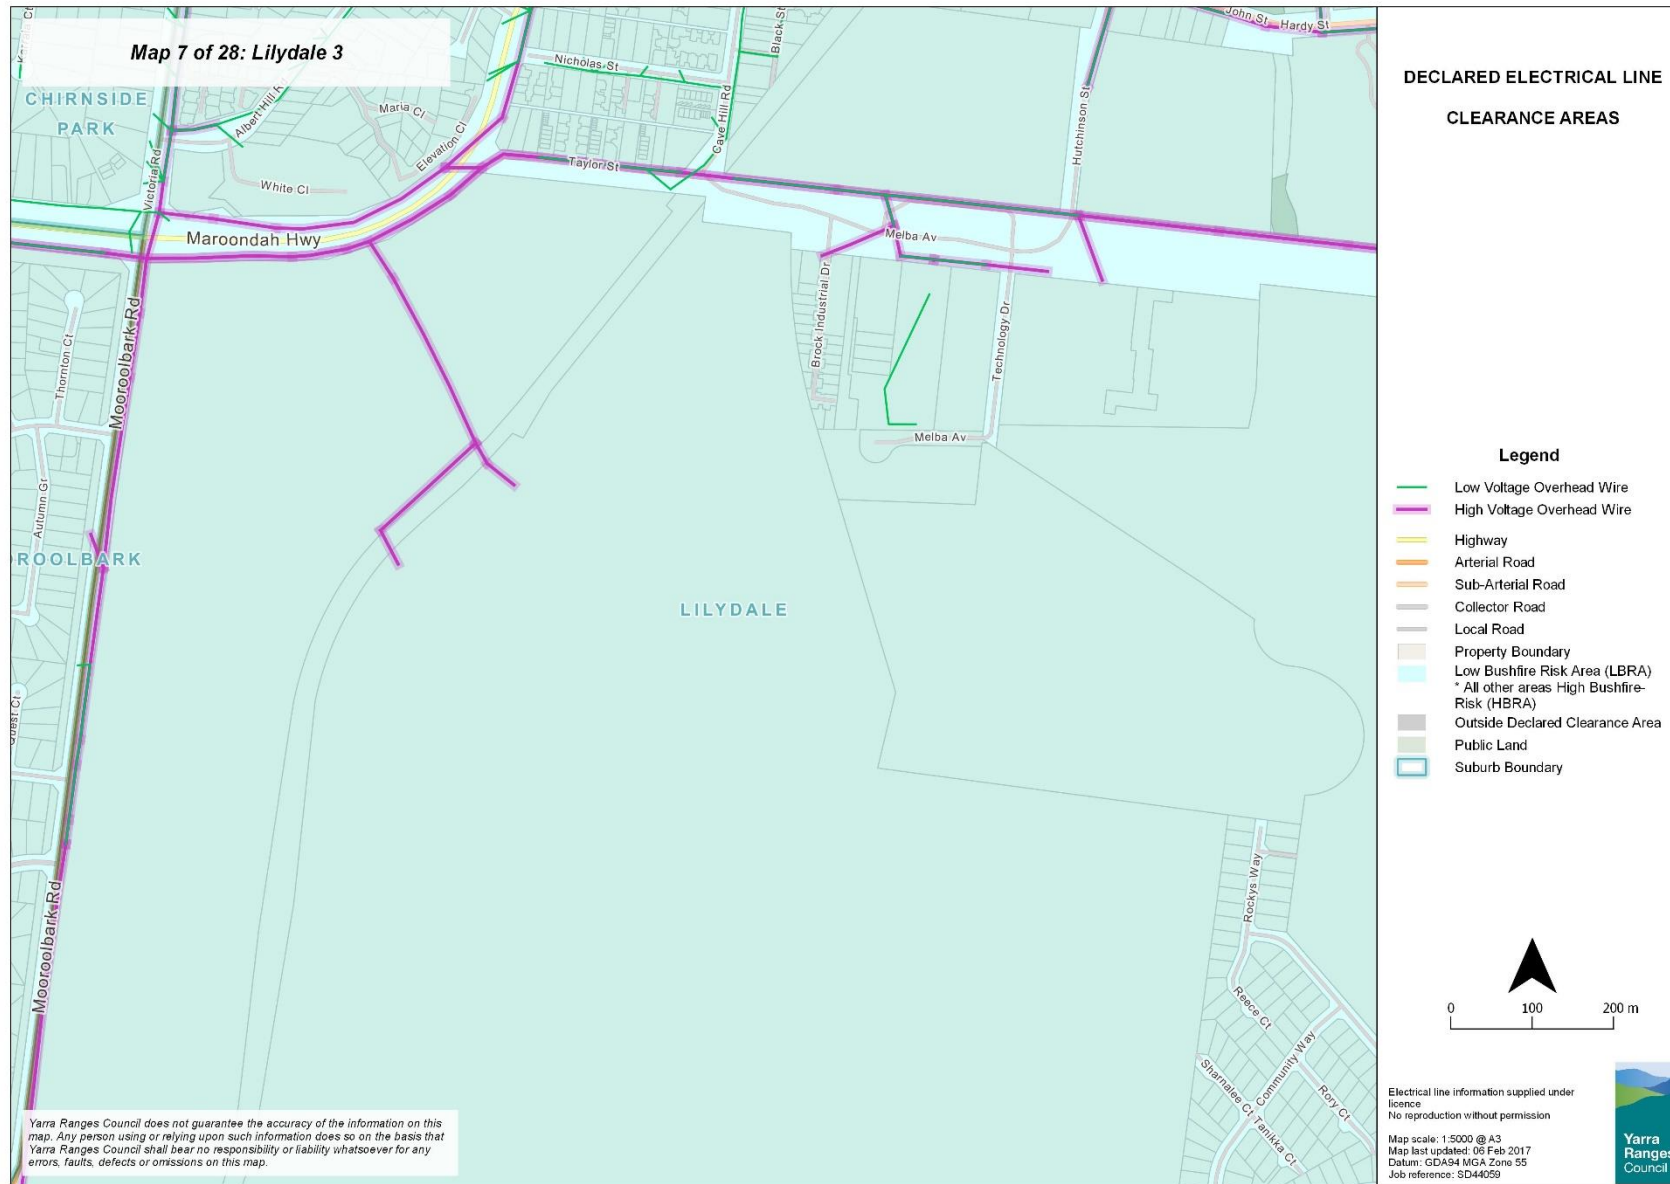 Map 7 of 28: Lilydale 3
CHIRNSIDE
PARK
Albert Hill Rd
Maria Cl
Elevation Cl
White Cl
Victoria Rd
Maroondah Hwy
Nicholas St
Black St
Cave Hill Rd
Taylor St
John St
Hardy St
Hutchinson St
Melba Av
Brock Industrial Dr
Technology Dr
Melba Av
Mooroolbark Rd
Thornton Ct
Autumn Gr
OROOLBARK
LILYDALE
Quest Ct
Mooroolbark Rd
Rockys Way
Reece Ct
Community Way
Sharnalee Ct
Tanikka Ct
Rory Ct
Yarra Ranges Council does not guarantee the accuracy of the information on this
map. Any person using or relying upon such information does so on the basis that
Yarra Ranges Council shall bear no responsibility or liability whatsoever for any
errors, faults, defects or omissions on this map.
DECLARED ELECTRICAL LINE
CLEARANCE AREAS
Legend
Low Voltage Overhead Wire
High Voltage Overhead Wire
Highway
Arterial Road
Sub-Arterial Road
Collector Road
Local Road
Property Boundary
Low Bushfire Risk Area (LBRA)
* All other areas High Bushfire-
Risk (HBRA)
Outside Declared Clearance Area
Public Land
Suburb Boundary
0 100 200 m
Electrical line information supplied under
licence
No reproduction without permission
Map scale: 1:5000 @ A3
Map last updated: 06 Feb 2017
Datum: GDA94 MGA Zone 55
Job reference: SD44059
Yarra
Ranges
Council